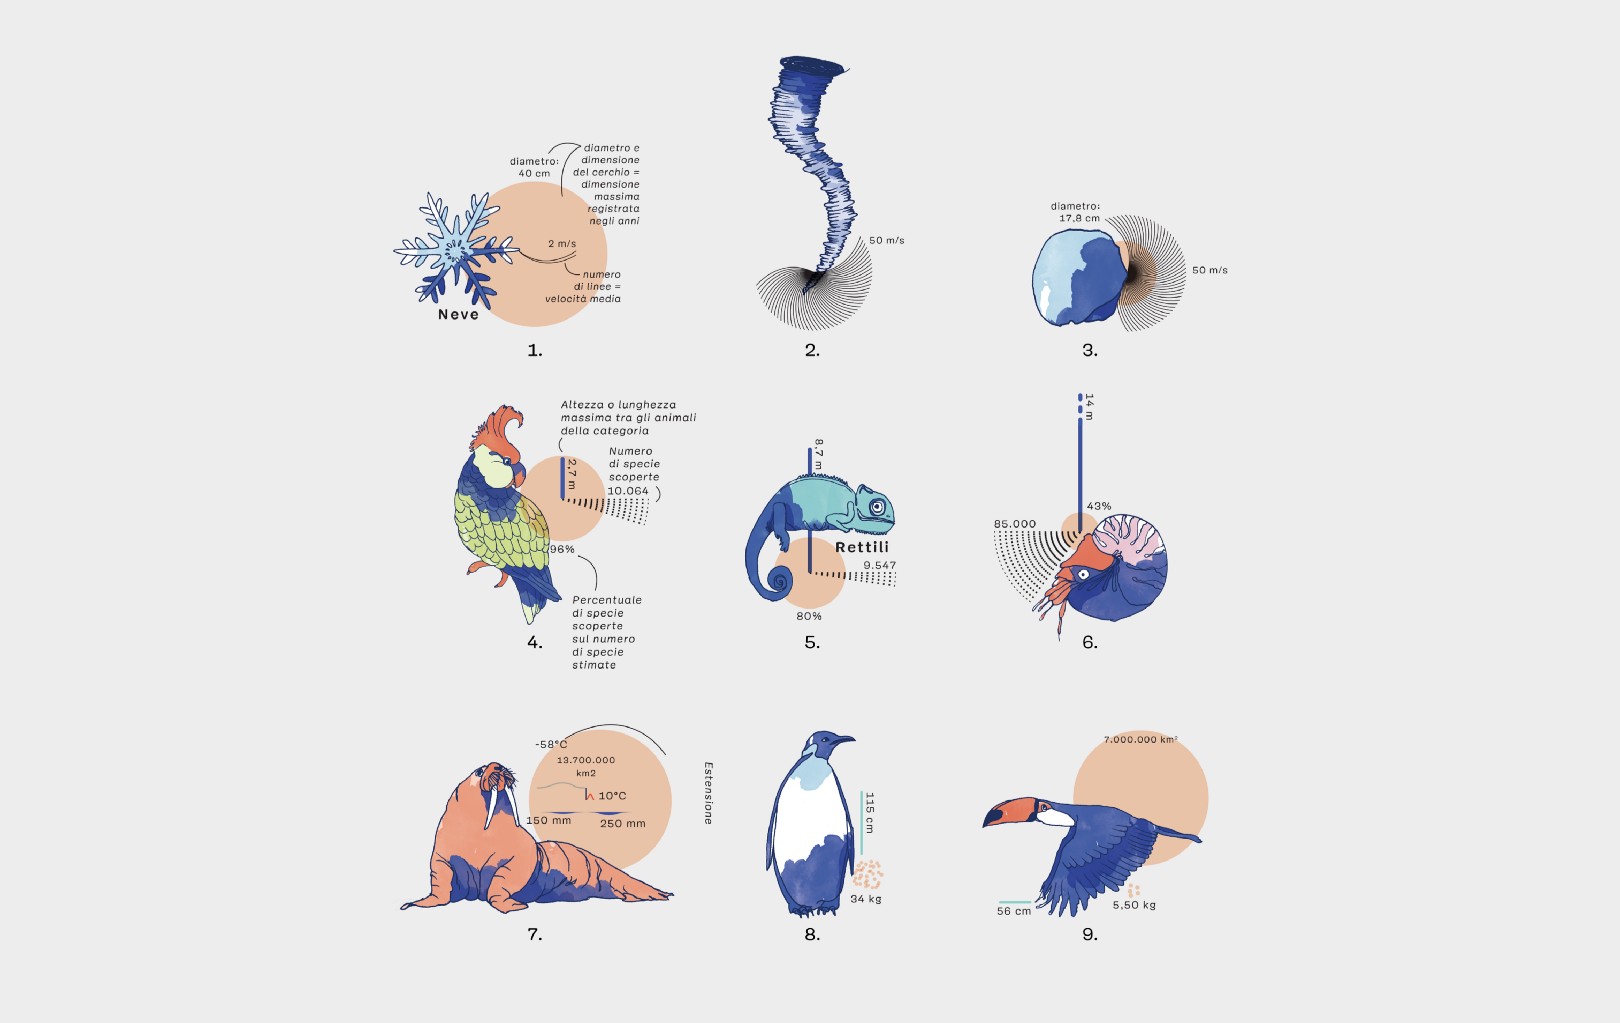 diametro:
40 cm
diametro e
dimensione
del cerchio =
dimensione
massima
registrata
negli anni
2 m/s
numero
di linee =
velocità media
Neve
1.
50 m/s
2.
diametro:
17,8 cm
50 m/s
3.
Altezza o lunghezza
massima tra gli animali
della categoria
2,7 m
Numero
di specie
scoperte
10.064
96%
Percentuale
di specie
scoperte
sul numero
di specie
stimate
4.
8,7 m
Rettili
9.547
80%
5.
14 m
43%
85.000
6.
-58°C
13.700.000
km2
10°C
150 mm
250 mm
Estensione
7.
115 cm
34 kg
8.
7.000.000 km²
56 cm
5,50 kg
9.